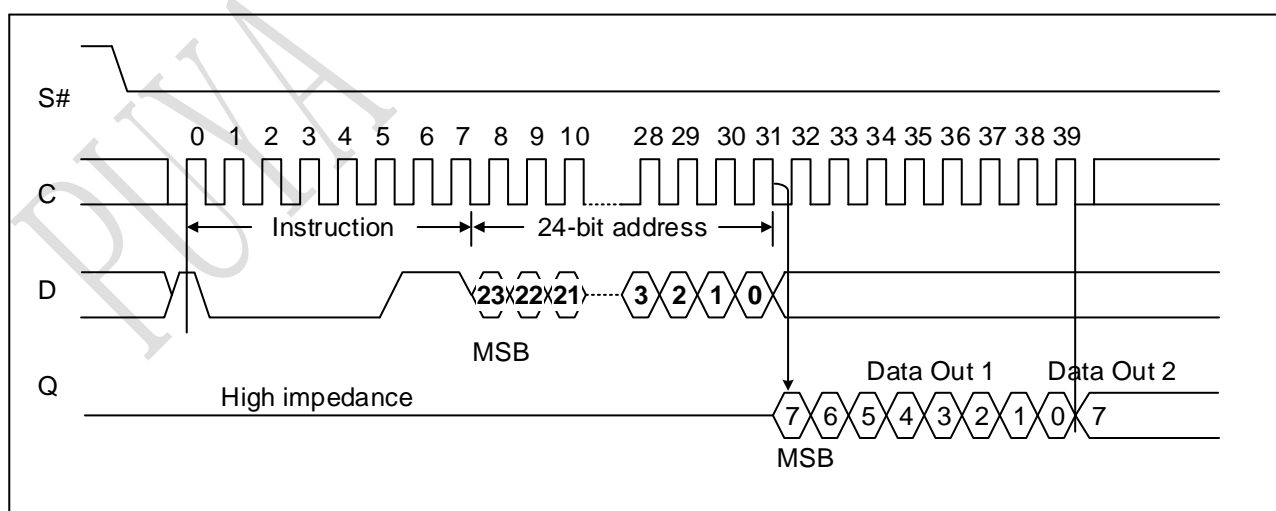 PUYA
S#
0 1 2 3 4 5 6 7 8 9 10 28 29 30 31 32 33 34 35 36 37 38 39
C
Instruction 24-bit address
D
23 22 21 3 2 1 0
MSB
Data Out 1 Data Out 2
Q
High impedance
7 6 5 4 3 2 1 0 7
MSB